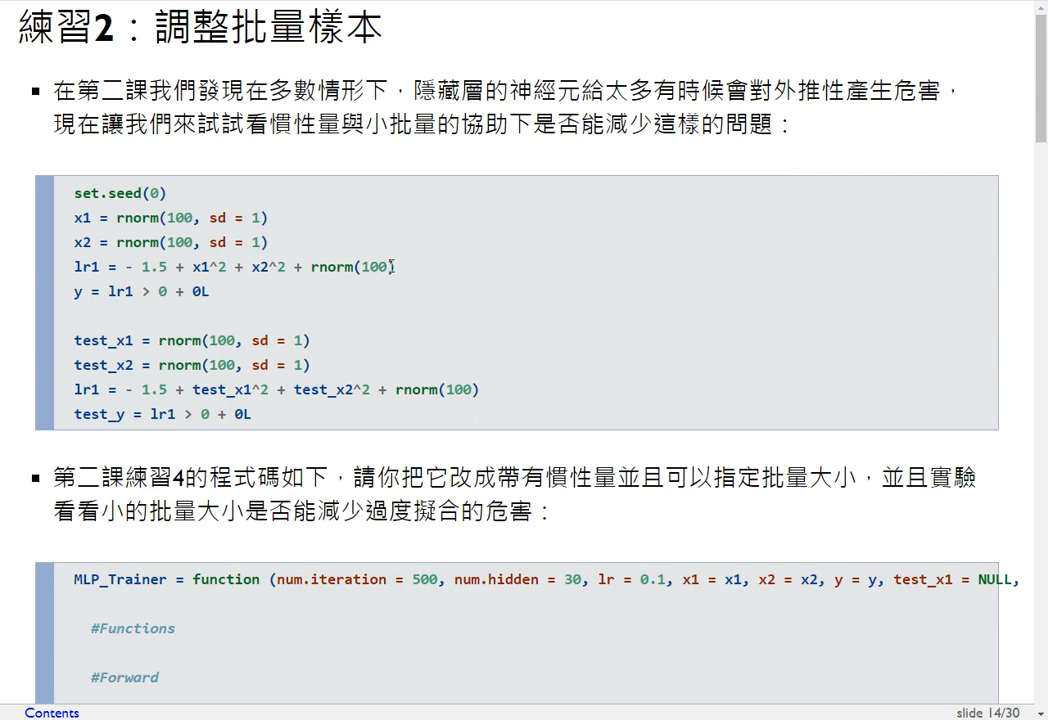 練習2：調整批量樣本
在第二課我們發現在多數情形下，隱藏層的神經元給太多有時候會對外推性產生危害，
現在讓我們來試試看慣性量與小批量的協助下是否能減少這樣的問題：
set.seed(0)
x1 = rnorm(100, sd = 1)
x2 = rnorm(100, sd = 1)
lr1 = - 1.5 + x1^2 + x2^2 + rnorm(100)
y = lr1 > 0 + 0L
test_x1 = rnorm(100, sd = 1)
test_x2 = rnorm(100, sd = 1)
lr1 = - 1.5 + test_x1^2 + test_x2^2 + rnorm(100)
test_y = lr1 > 0 + 0L
第二課練習4的程式碼如下，請你把它改成帶有慣性量並且可以指定批量大小，並且實驗
看看小的批量大小是否能減少過度擬合的危害：
MLP_Trainer = function (num.iteration = 500, num.hidden = 30, lr = 0.1, x1 = x1, x2 = x2, y = y, test_x1 = NULL,
#Functions
#Forward
Contents
slide 14/30